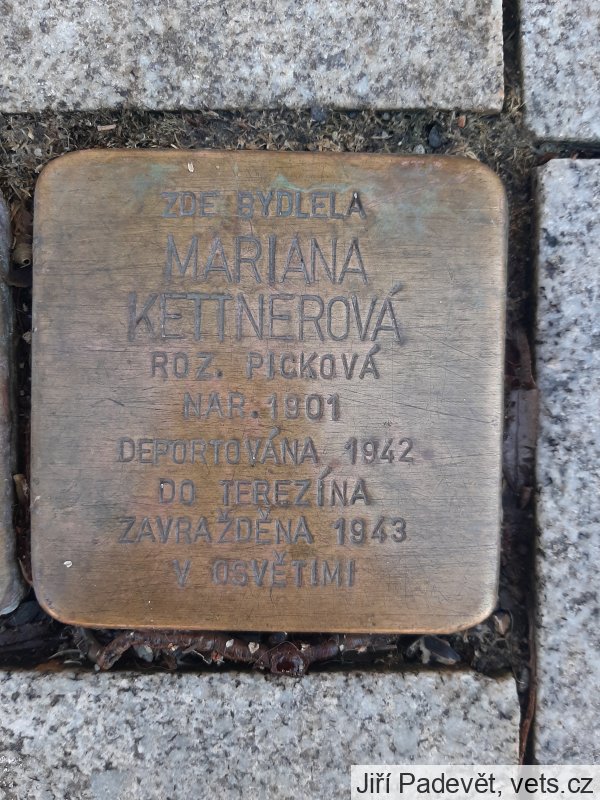 ZDE BYDLELA
MARIANA
KETTNEROVÁ
ROZ. PICKOVÁ
NAR. 1901
DEPORTOVÁNA 1942
DO TEREZÍNA
ZAVRAŽDĚNA 1943
V OSVĚTIMI
Jiří Padevět, vets.cz